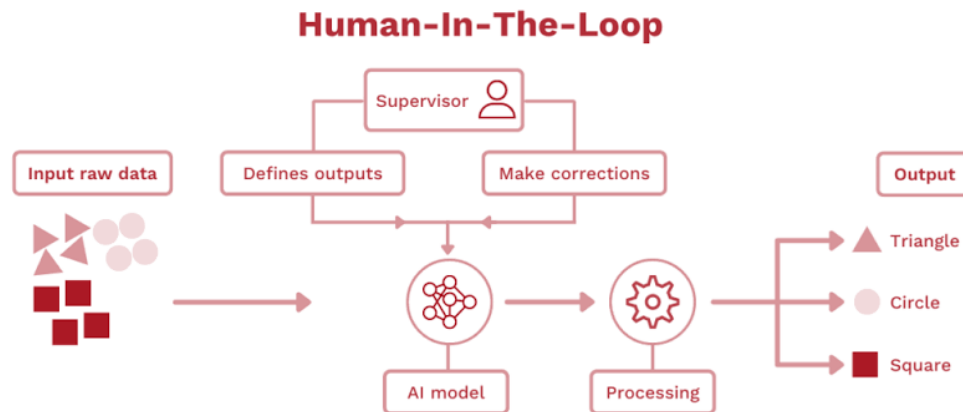 Human-In-The-Loop
Supervisor
Input raw data
Defines outputs
Make corrections
Output
Triangle
Circle
Square
AI model
Processing